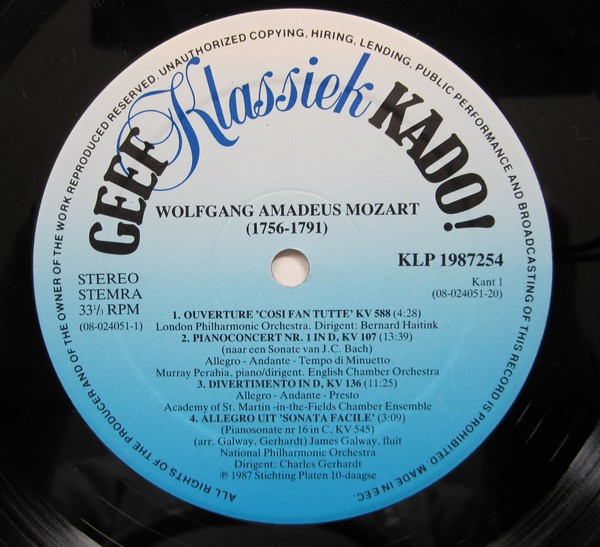 ALL RIGHTS OF THE PRODUCER AND OF THE OWNER OF THE WORK REPRODUCED RESERVED. UNAUTHORIZED COPYING, HIRING, LENDING, PUBLIC PERFORMANCE AND BROADCASTING OF THIS RECORD IS PROHIBITED. MADE IN EEC.
GEEF Klassiek KADO!
WOLFGANG AMADEUS MOZART
(1756-1791)
KLP 1987254
STEREO
STEMRA
33⅓ RPM
(08-024051-1)
Kant 1
(08-024051-20)
1. OUVERTURE 'COSI FAN TUTTE' KV 588 (4:28)
London Philharmonic Orchestra. Dirigent: Bernard Haitink
2. PIANOCONCERT NR. 1 IN D, KV 107 (13:39)
(naar een Sonate van J.C. Bach)
Allegro - Andante - Tempo di Minuetto
Murray Perahia, piano/dirigent. English Chamber Orchestra
3. DIVERTIMENTO IN D, KV 136 (11:25)
Allegro - Andante - Presto
Academy of St. Martin -in-the-Fields Chamber Ensemble
4. ALLEGRO UIT 'SONATA FACILE' (3:09)
(Pianosonate nr 16 in C, KV 545)
(arr. Galway, Gerhardt) James Galway, fluit
National Philharmonic Orchestra
Dirigent: Charles Gerhardt
℗ 1987 Stichting Platen 10-daagse